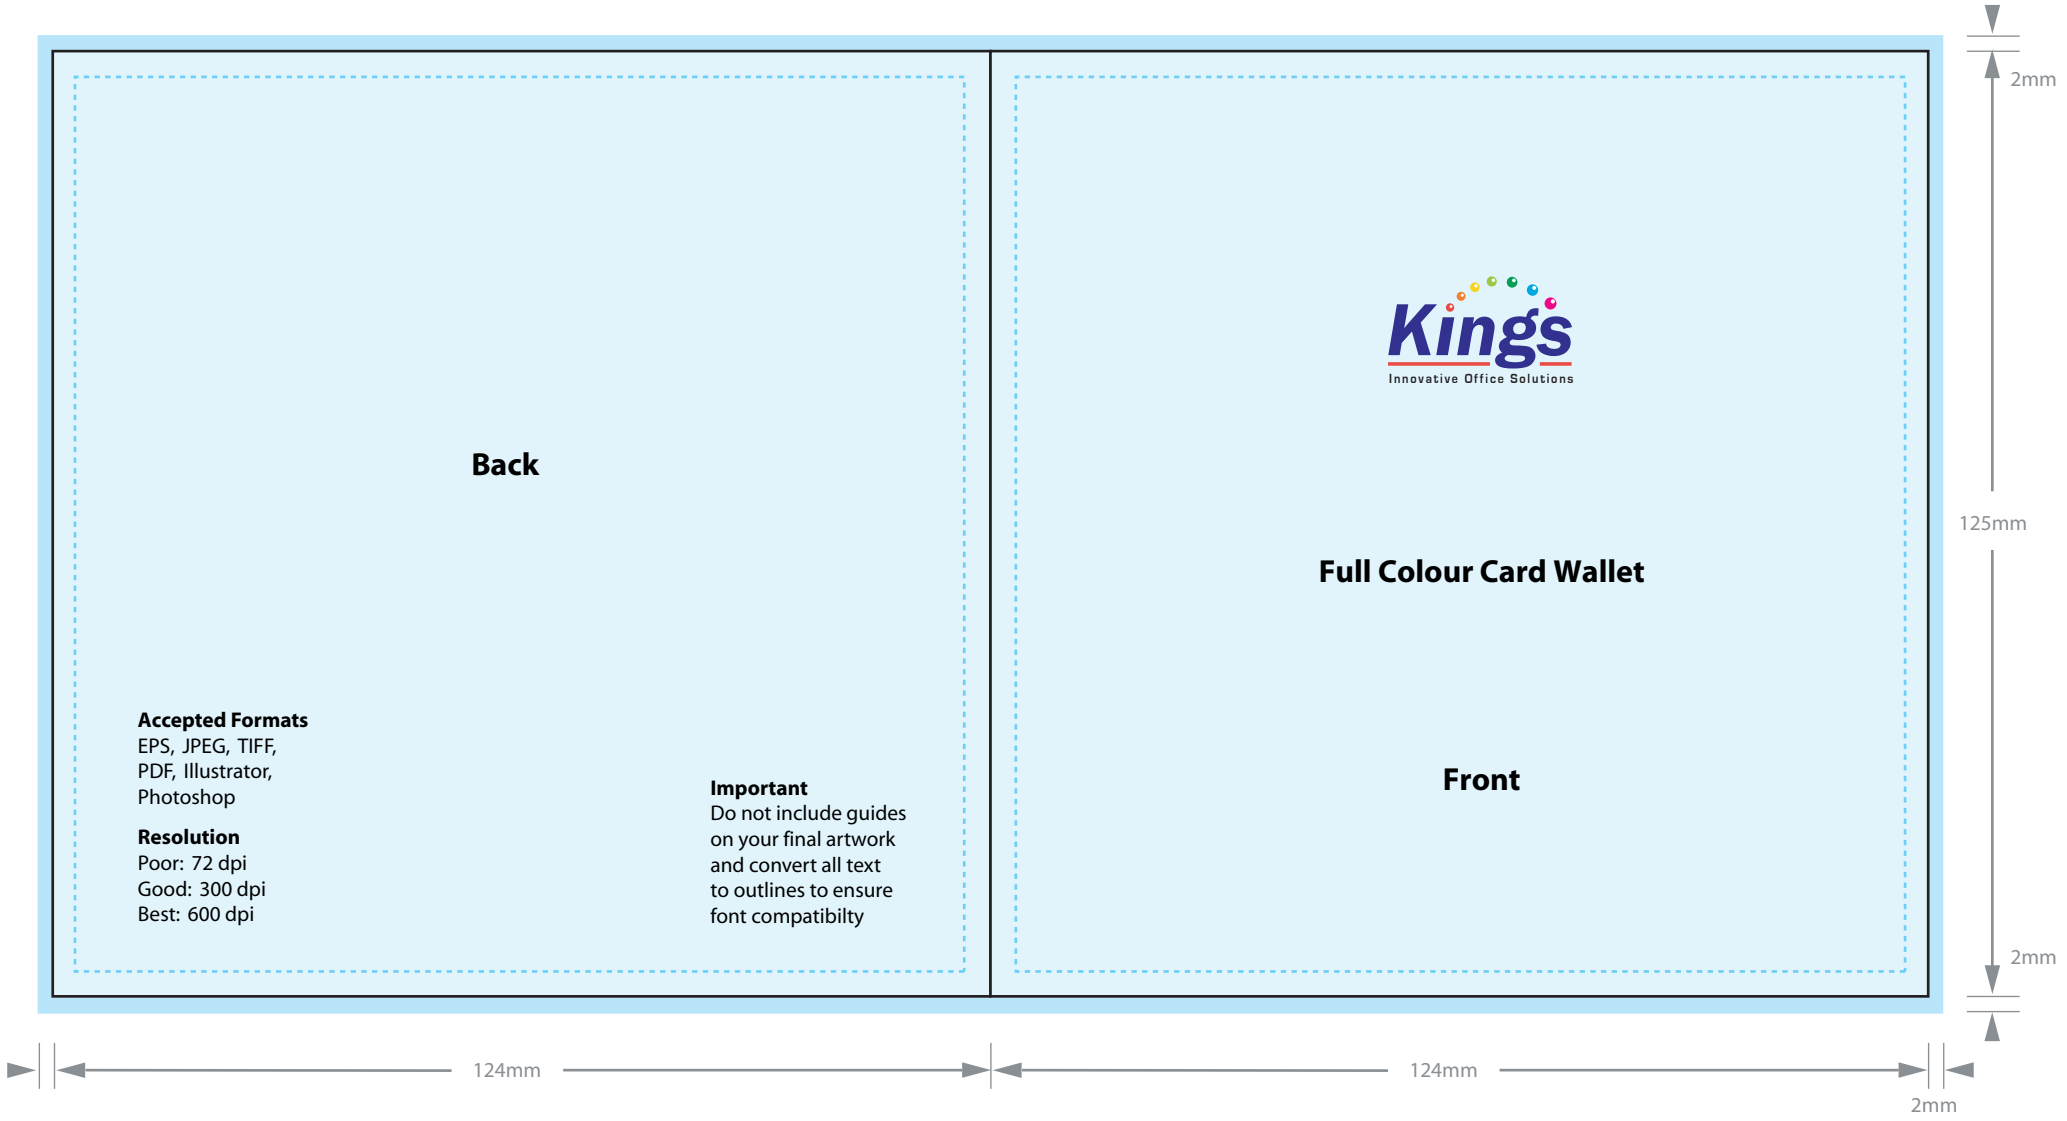 2mm
Kings
Innovative Office Solutions
Back
125mm
Full Colour Card Wallet
Accepted Formats
EPS, JPEG, TIFF,
PDF, Illustrator,
Photoshop
Resolution
Poor: 72 dpi
Good: 300 dpi
Best: 600 dpi
Important
Do not include guides
on your final artwork
and convert all text
to outlines to ensure
font compatibilty
Front
2mm
124mm
124mm
2mm